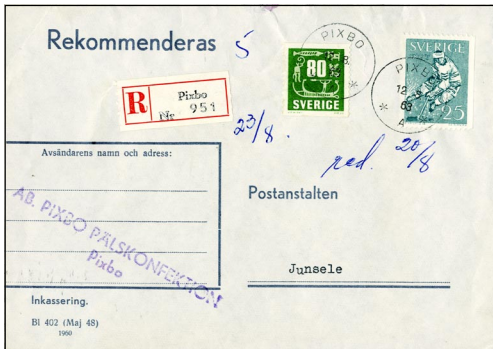 Rekommenderas
5
R
Pixbo
Nr 951
PIXBO
80
SVERIGE
SVERIGE
25
PIXBO
12
63
A
23/8.
red. 20/8
Avsändarens namn och adress:
AB. PIXBO PÄLSKONFEKTION
Pixbo
Postanstalten
Junsele
Inkassering.
Bl 402 (Maj 48)
1960